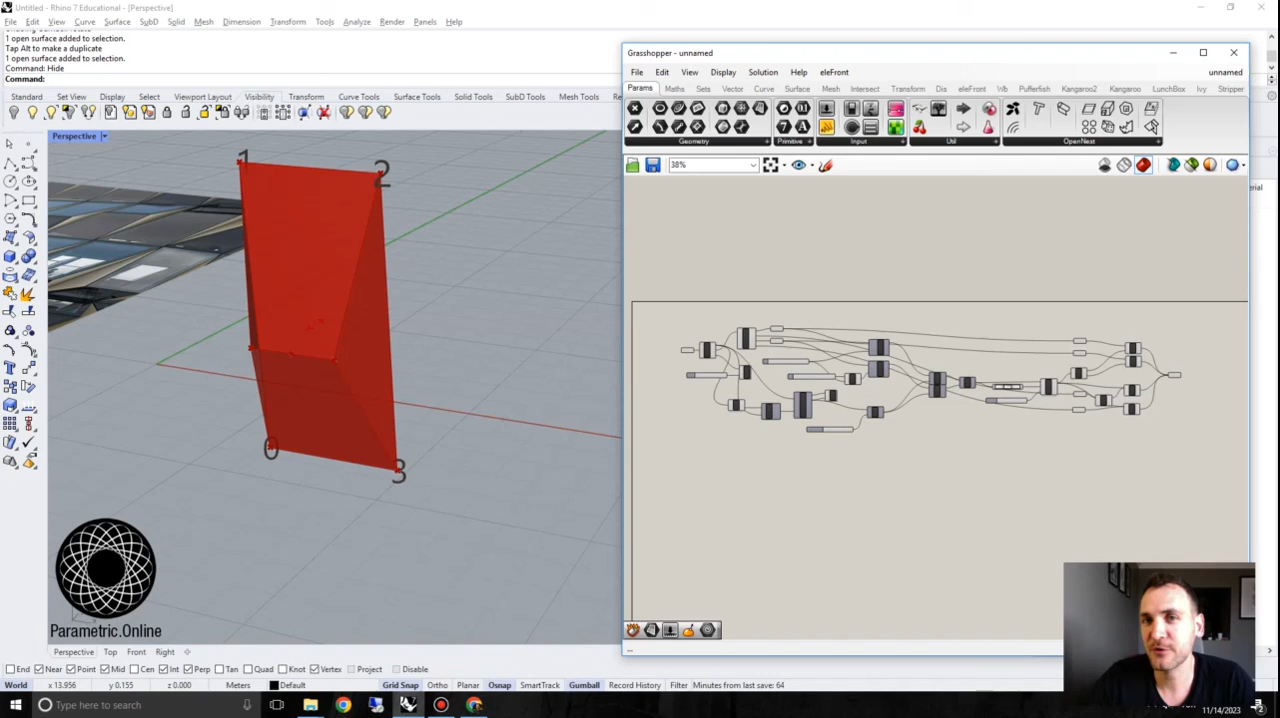 Untitled - Rhino 7 Educational - [Perspective]
File Edit View Curve Surface SubD Solid Mesh Dimension Transform Tools Analyze Render Panels Help
1 open surface added to selection.
Tap Alt to make a duplicate
1 open surface added to selection.
Command: Hide
Command:
Standard Set View Display Select Viewport Layout Visibility Transform Curve Tools Surface Tools Solid Tools SubD Tools Mesh Tools
Perspective
1
2
0
3
Parametric.Online
Grasshopper - unnamed
File Edit View Display Solution Help eleFront
unnamed
Params Maths Sets Vector Curve Surface Mesh Intersect Transform Dis eleFront Wb Pufferfish Kangaroo2 Kangaroo LunchBox Ivy Stripper
Geometry Primitive Input Util OpenNest
38%
...
Perspective Top Front Right
End Near Point Mid Cen Int Perp Tan Quad Knot Vertex Project Disable
World x 13.956 y 0.155 z 0.000 Meters Default Grid Snap Ortho Planar Osnap SmartTrack Gumball Record History Filter Minutes from last save: 64
Type here to search
11/14/2023